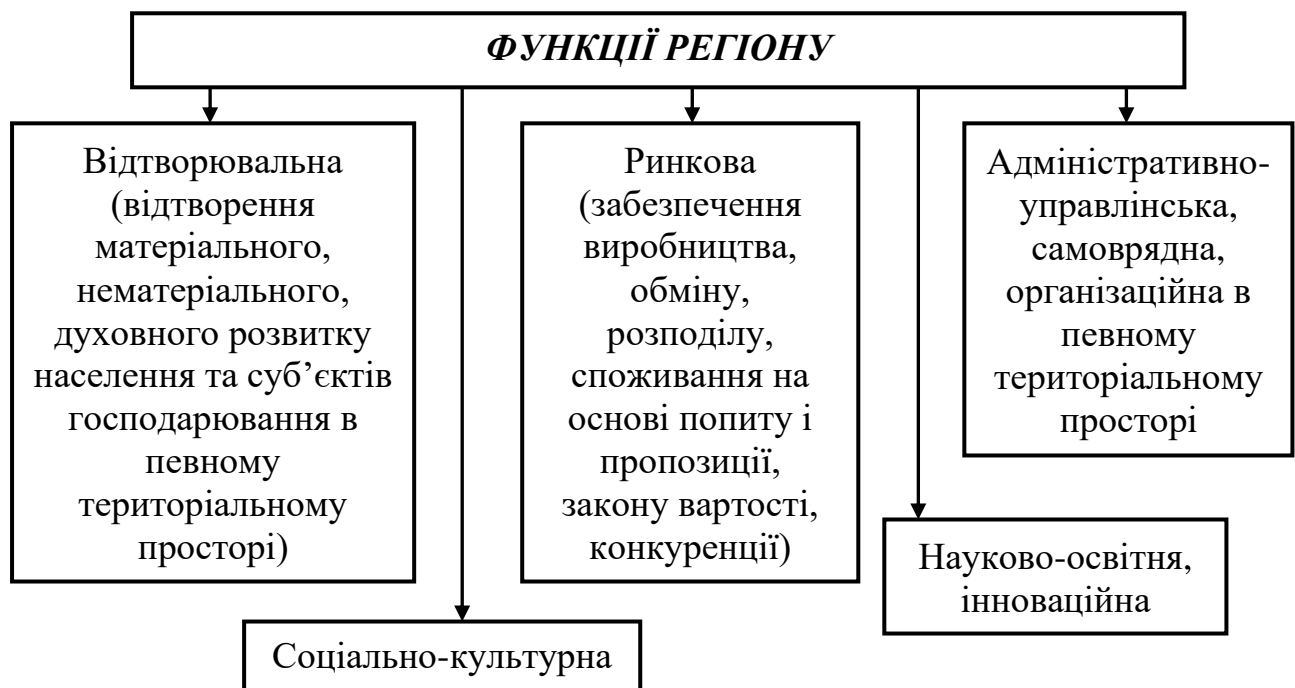 ФУНКЦІЇ РЕГІОНУ
Відтворювальна
(відтворення
матеріального,
нематеріального,
духовного розвитку
населення та суб’єктів
господарювання в
певному
територіальному
просторі)
Ринкова
(забезпечення
виробництва,
обміну,
розподілу,
споживання на
основі попиту і
пропозиції,
закону вартості,
конкуренції)
Адміністративно-
управлінська,
самоврядна,
організаційна в
певному
територіальному
просторі
Науково-освітня,
інноваційна
Соціально-культурна